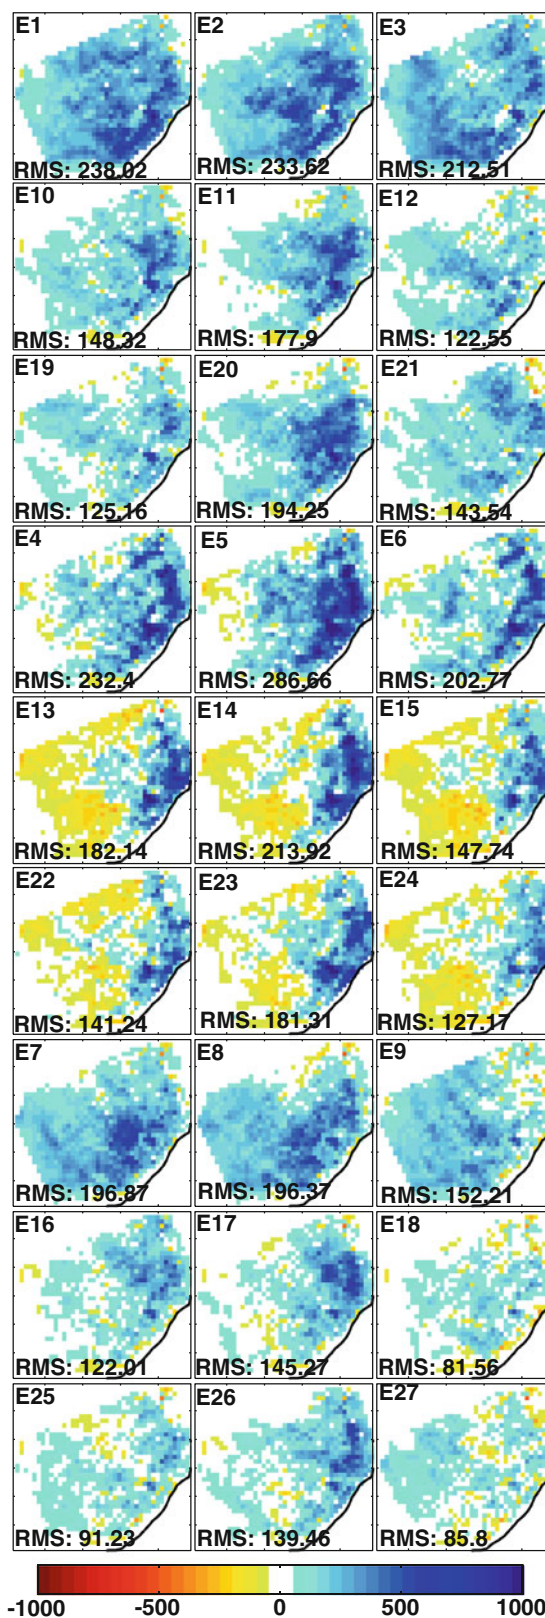 E1 E2 E3
RMS: 238.02 RMS: 233.62 RMS: 212.51
E10 E11 E12
RMS: 148.32 RMS: 177.9 RMS: 122.55
E19 E20 E21
RMS: 125.16 RMS: 194.25 RMS: 143.54
E4 E5 E6
RMS: 232.4 RMS: 286.66 RMS: 202.77
E13 E14 E15
RMS: 182.14 RMS: 213.92 RMS: 147.74
E22 E23 E24
RMS: 141.24 RMS: 181.31 RMS: 127.17
E7 E8 E9
RMS: 196.87 RMS: 196.37 RMS: 152.21
E16 E17 E18
RMS: 122.01 RMS: 145.27 RMS: 81.56
E25 E26 E27
RMS: 91.23 RMS: 139.46 RMS: 85.8
-1000 -500 0 500 1000